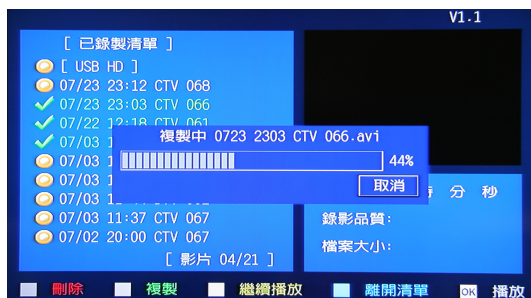 V1.1
[ 已錄製清單 ]
[ USB HD ]
07/23 23:12 CTV 068
07/23 23:03 CTV 066
07/22 12:18 CTV 061
07/03 1
複製中 0723 2303 CTV 066.avi
07/03 1
44%
07/03 1
取消
分 秒
07/03 1
07/03 11:37 CTV 067
錄影品質:
07/02 20:00 CTV 067
檔案大小:
[ 影片 04/21 ]
刪除 複製 繼續播放 離開清單 OK 播放